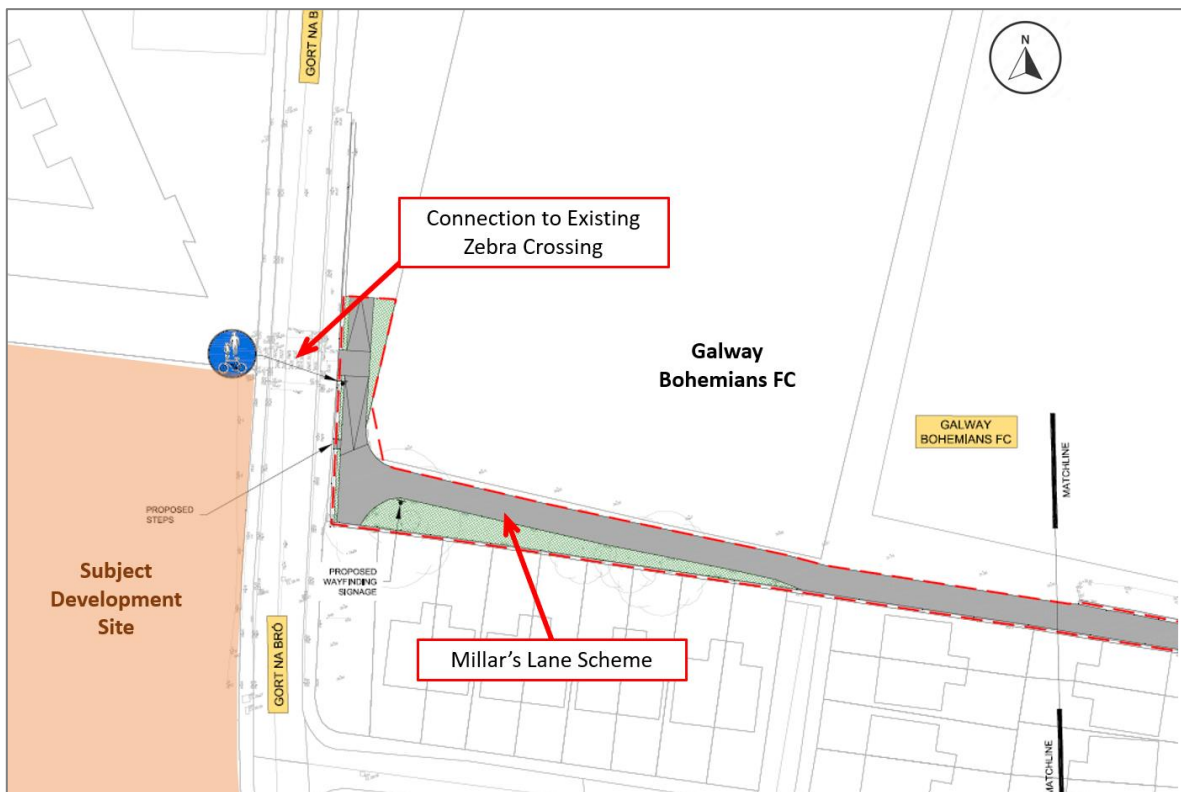 GORT NA B
N
Connection to Existing
Zebra Crossing
Galway
Bohemians FC
GALWAY
BOHEMIANS FC
MATCHLINE
PROPOSED
STEPS
Subject
Development
Site
PROPOSED
WAYFINDING
SIGNAGE
GORT NA BRÓ
Millar's Lane Scheme
MATCHLINE